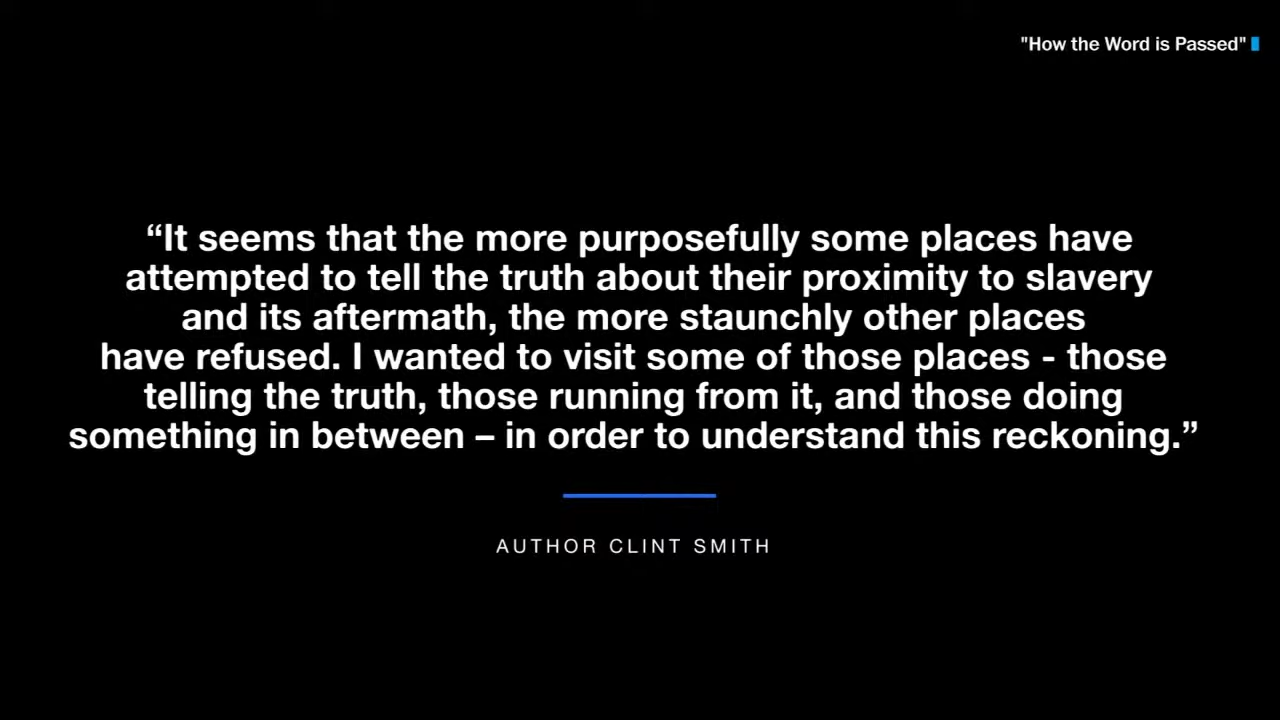 "How the Word is Passed"
“It seems that the more purposefully some places have
attempted to tell the truth about their proximity to slavery
and its aftermath, the more staunchly other places
have refused. I wanted to visit some of those places - those
telling the truth, those running from it, and those doing
something in between – in order to understand this reckoning.”
AUTHOR CLINT SMITH